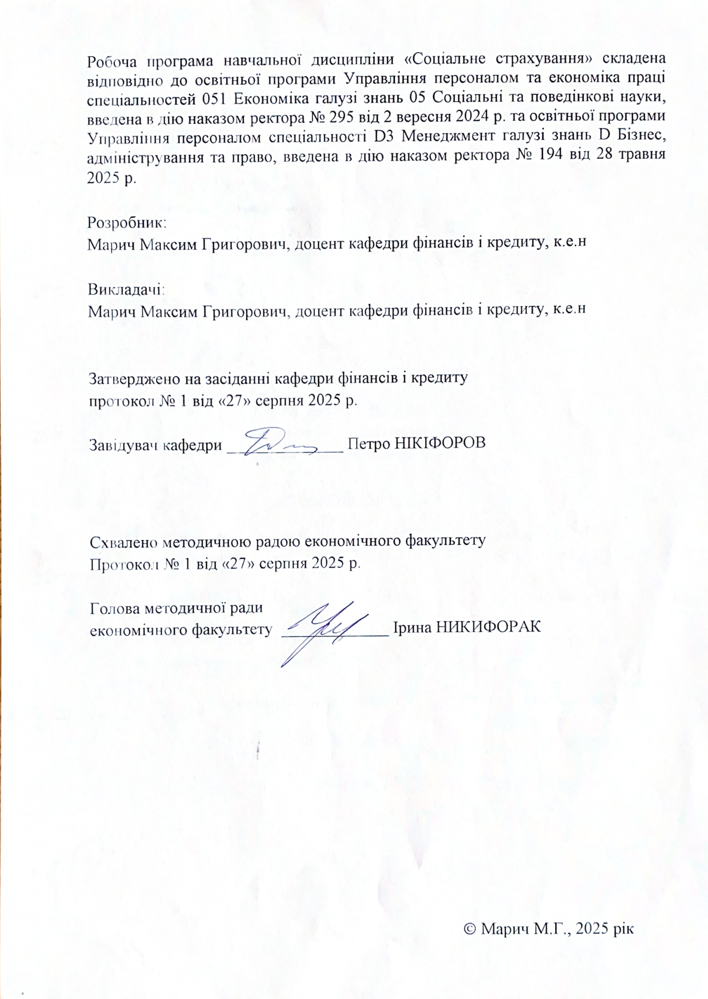 Робоча програма навчальної дисципліни «Соціальне страхування» складена
відповідно до освітньої програми Управління персоналом та економіка праці
спеціальностей 051 Економіка галузі знань 05 Соціальні та поведінкові науки,
введена в дію наказом ректора № 295 від 2 вересня 2024 р. та освітньої програми
Управління персоналом спеціальності D3 Менеджмент галузі знань D Бізнес,
адміністрування та право, введена в дію наказом ректора № 194 від 28 травня
2025 р.
Розробник:
Марич Максим Григорович, доцент кафедри фінансів і кредиту, к.е.н
Викладачі:
Марич Максим Григорович, доцент кафедри фінансів і кредиту, к.е.н
Затверджено на засіданні кафедри фінансів і кредиту
протокол № 1 від «27» серпня 2025 р.
Завідувач кафедри ______________ Петро НІКІФОРОВ
Схвалено методичною радою економічного факультету
Протокол № 1 від «27» серпня 2025 р.
Голова методичної ради
економічного факультету _____________ Ірина НИКИФОРАК
© Марич М.Г., 2025 рік